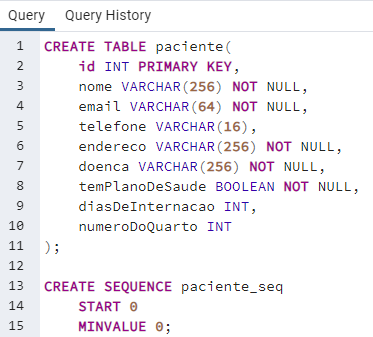 Query Query History
1 CREATE TABLE paciente(
2 id INT PRIMARY KEY,
3 nome VARCHAR(256) NOT NULL,
4 email VARCHAR(64) NOT NULL,
5 telefone VARCHAR(16),
6 endereco VARCHAR(256) NOT NULL,
7 doenca VARCHAR(256) NOT NULL,
8 temPlanoDeSaude BOOLEAN NOT NULL,
9 diasDeInternacao INT,
10 numeroDoQuarto INT
11 );
12
13 CREATE SEQUENCE paciente_seq
14 START 0
15 MINVALUE 0;